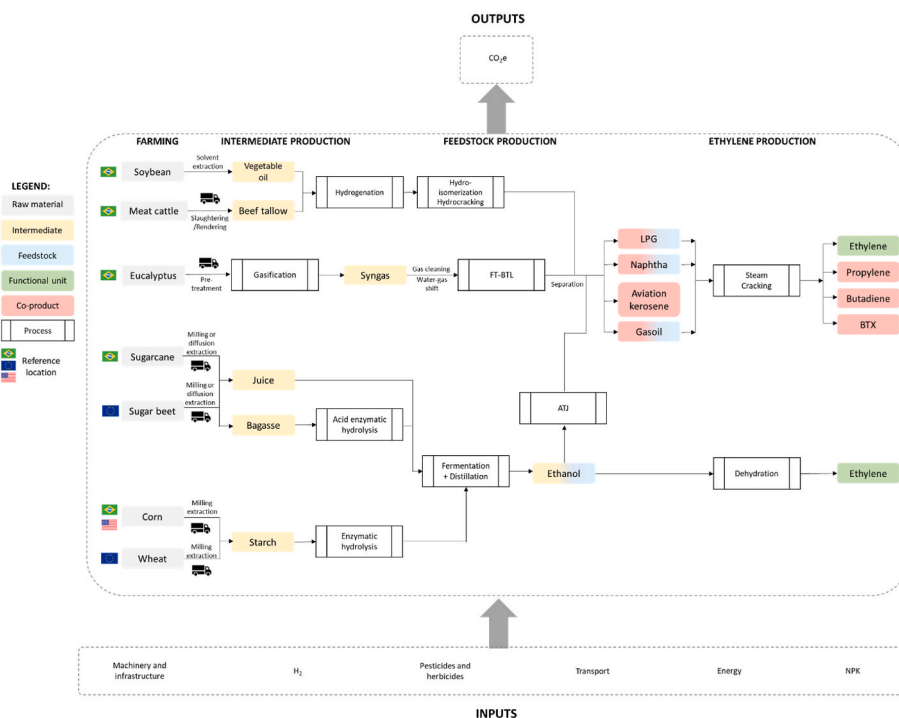 OUTPUTS
CO₂e
FARMING
INTERMEDIATE PRODUCTION
FEEDSTOCK PRODUCTION
ETHYLENE PRODUCTION
LEGEND:
Raw material
Intermediate
Feedstock
Functional unit
Co-product
Process
Reference
location
Soybean
Solvent
extraction
Vegetable
oil
Meat cattle
Slaughtering
/Rendering
Beef tallow
Hydrogenation
Hydro-
isomerization
Hydrocracking
Eucalyptus
Pre-
treatment
Gasification
Syngas
Gas cleaning
Water-gas
shift
FT-BTL
Separation
LPG
Naphtha
Aviation
kerosene
Gasoil
Steam
Cracking
Ethylene
Propylene
Butadiene
BTX
Sugarcane
Milling or
diffusion
extraction
Juice
Sugar beet
Milling or
diffusion
extraction
Bagasse
Acid enzymatic
hydrolysis
ATJ
Fermentation
+ Distillation
Ethanol
Dehydration
Ethylene
Corn
Milling
extraction
Wheat
Milling
extraction
Starch
Enzymatic
hydrolysis
Machinery and
infrastructure
H₂
Pesticides and
herbicides
Transport
Energy
NPK
INPUTS